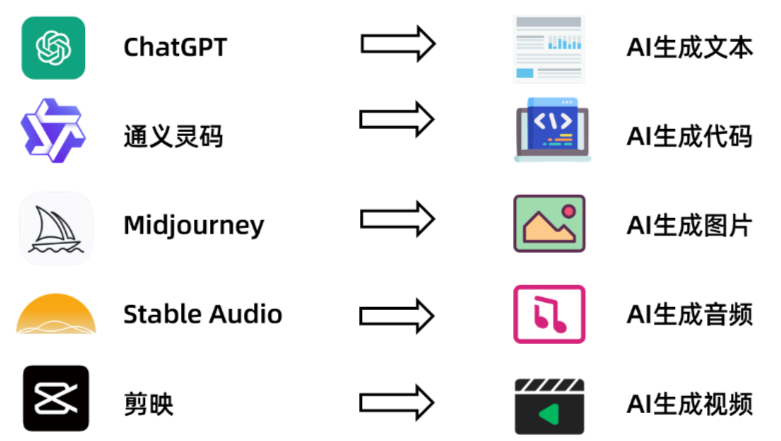 ChatGPT AI生成文本
通义灵码 AI生成代码
Midjourney AI生成图片
Stable Audio AI生成音频
剪映 AI生成视频